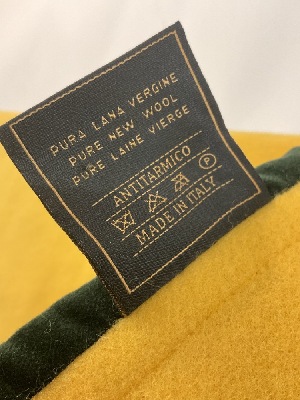 PURA LANA VERGINE
PURE NEW WOOL
PURE LAINE VIERGE
ANTITARMICO
P
MADE IN ITALY